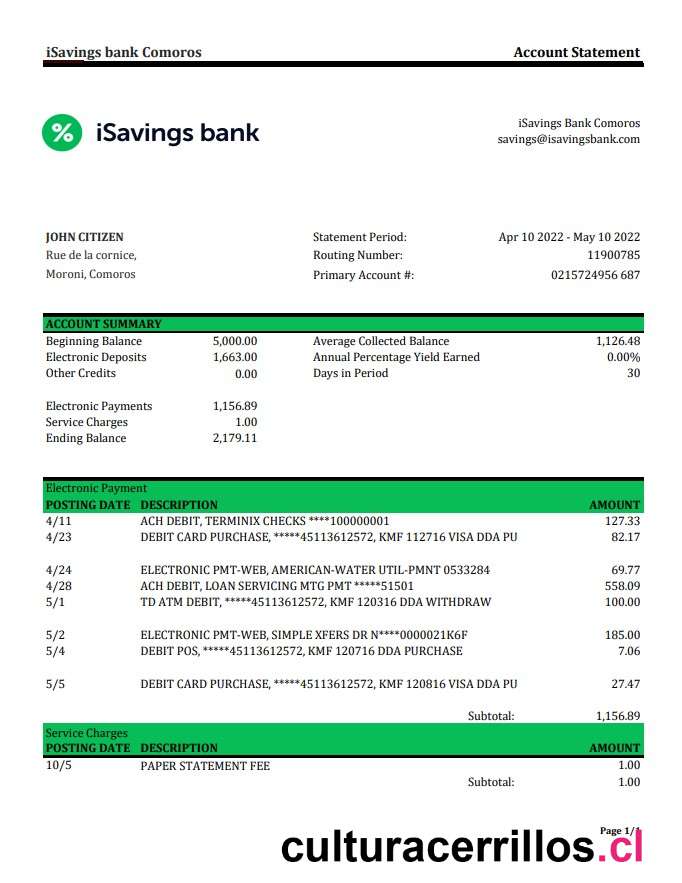 iSavings bank Comoros Account Statement
% iSavings bank
iSavings Bank Comoros
savings@isavingsbank.com
JOHN CITIZEN Statement Period: Apr 10 2022 - May 10 2022
Rue de la cornice, Routing Number: 11900785
Moroni, Comoros Primary Account #: 0215724956 687
ACCOUNT SUMMARY
Beginning Balance 5,000.00 Average Collected Balance 1,126.48
Electronic Deposits 1,663.00 Annual Percentage Yield Earned 0.00%
Other Credits 0.00 Days in Period 30
Electronic Payments 1,156.89
Service Charges 1.00
Ending Balance 2,179.11
Electronic Payment
POSTING DATE DESCRIPTION AMOUNT
4/11 ACH DEBIT, TERMINIX CHECKS ****100000001 127.33
4/23 DEBIT CARD PURCHASE, *****45113612572, KMF 112716 VISA DDA PU 82.17
4/24 ELECTRONIC PMT-WEB, AMERICAN-WATER UTIL-PMNT 0533284 69.77
4/28 ACH DEBIT, LOAN SERVICING MTG PMT *****51501 558.09
5/1 TD ATM DEBIT, *****45113612572, KMF 120316 DDA WITHDRAW 100.00
5/2 ELECTRONIC PMT-WEB, SIMPLE XFERS DR N****0000021K6F 185.00
5/4 DEBIT POS, *****45113612572, KMF 120716 DDA PURCHASE 7.06
5/5 DEBIT CARD PURCHASE, *****45113612572, KMF 120816 VISA DDA PU 27.47
Subtotal: 1,156.89
Service Charges
POSTING DATE DESCRIPTION AMOUNT
10/5 PAPER STATEMENT FEE 1.00
Subtotal: 1.00
Page 1/1
culturacerrillos.cl